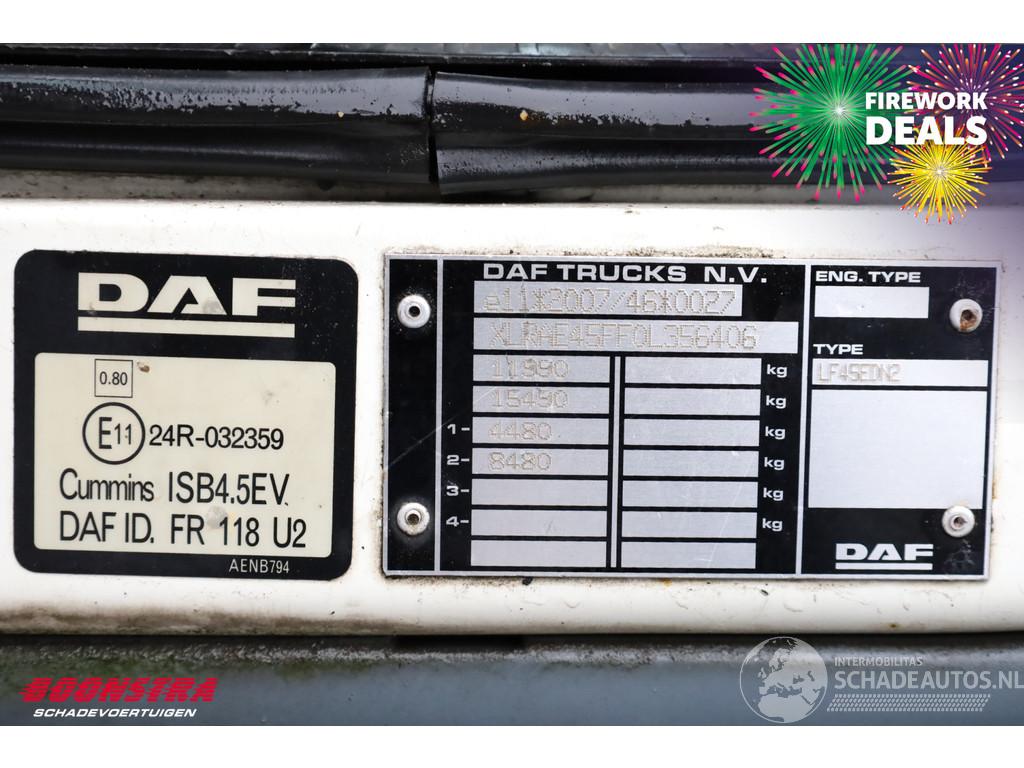 FIREWORK
DEALS
DAF
0.80
E11 24R-032359
Cummins ISB4.5EV.
DAF ID. FR 118 U2
AENB794
DAF TRUCKS N.V.
e11*2007/46*0027
XLRAE45FF0L356406
11990 kg
15490 kg
1- 4480 kg
2- 8480 kg
3- kg
4- kg
ENG. TYPE
TYPE
LF45EDN2
DAF
BOONSTRA
SCHADEVOERTUIGEN
INTERMOBILITAS
SCHADEAUTOS.NL